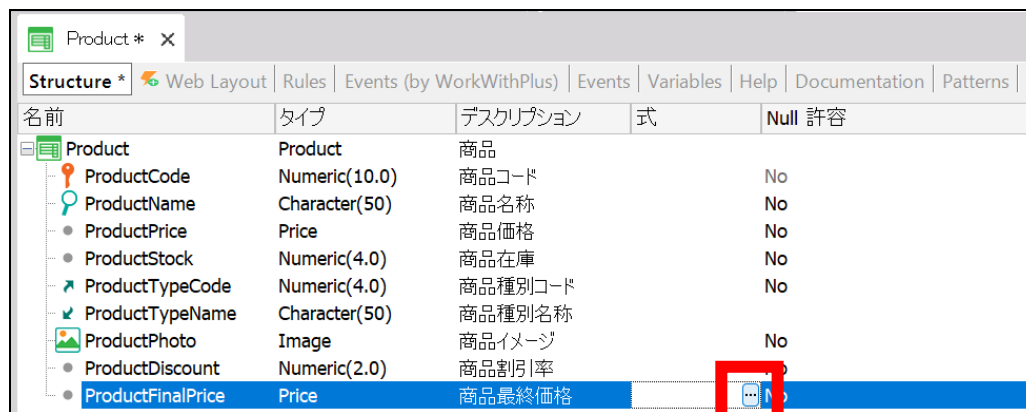 Product *
Structure * Web Layout Rules Events (by WorkWithPlus) Events Variables Help Documentation Patterns
名前 タイプ デスクリプション 式 Null 許容
Product Product 商品
ProductCode Numeric(10.0) 商品コード No
ProductName Character(50) 商品名称 No
ProductPrice Price 商品価格 No
ProductStock Numeric(4.0) 商品在庫 No
ProductTypeCode Numeric(4.0) 商品種別コード No
ProductTypeName Character(50) 商品種別名称
ProductPhoto Image 商品イメージ No
ProductDiscount Numeric(2.0) 商品割引率 No
ProductFinalPrice Price 商品最終価格 ... No